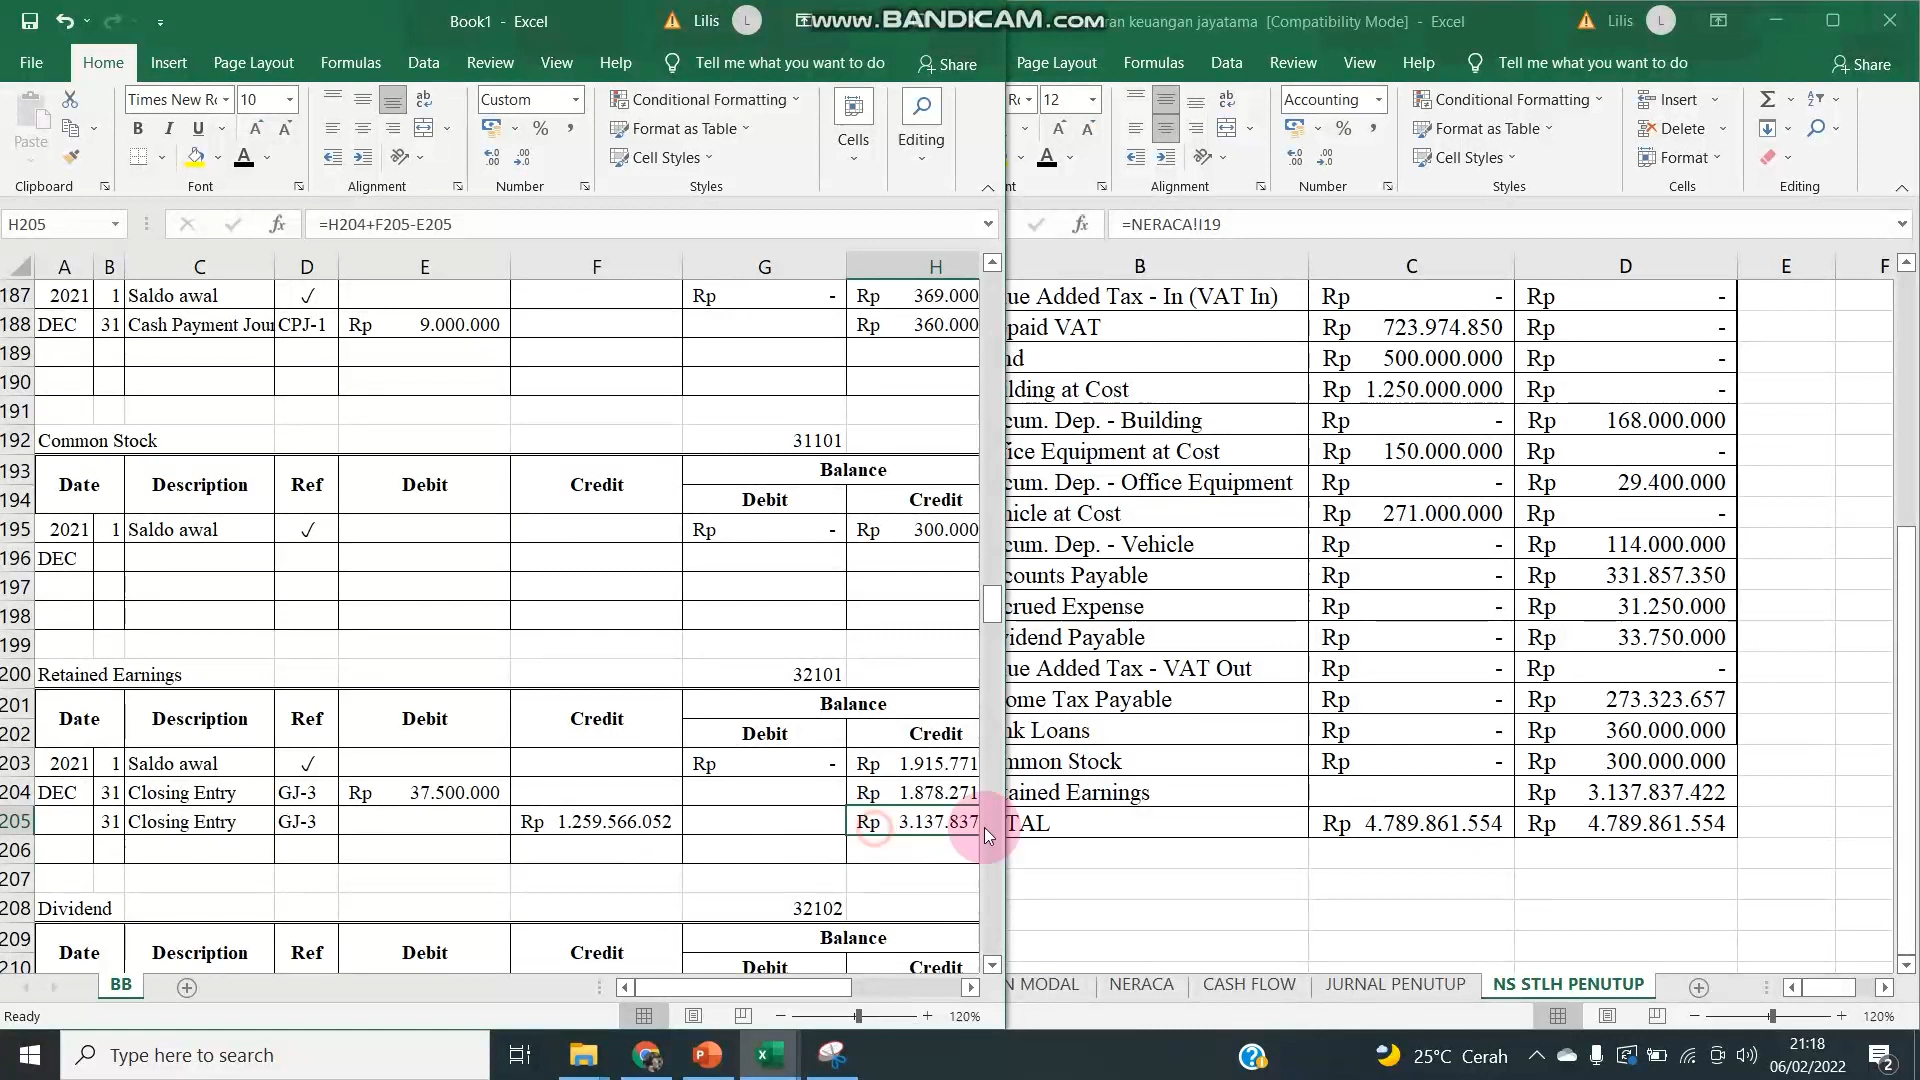 Book1 - Excel
Lilis
L
www.BANDICAM.com
ran keuangan jayatama [Compatibility Mode] - Excel
Lilis
L
File Home Insert Page Layout Formulas Data Review View Help Tell me what you want to do Share
Page Layout Formulas Data Review View Help Tell me what you want to do Share
Times New Ro 10 Custom Conditional Formatting
Paste B I U Format as Table
Cell Styles
Cells Editing
Clipboard Font Alignment Number Styles
12 Accounting Conditional Formatting Insert
Format as Table Delete
Cell Styles Format
Alignment Number Styles Cells Editing
H205 fx =H204+F205-E205
fx =NERACA!I19
A B C D E F G H
187 2021 1 Saldo awal ✓ Rp - Rp 369.000
188 DEC 31 Cash Payment Jour CPJ-1 Rp 9.000.000 Rp 360.000
189
190
191
192 Common Stock 31101
193 Date Description Ref Debit Credit Balance
194 Debit Credit
195 2021 1 Saldo awal ✓ Rp - Rp 300.000
196 DEC
197
198
199
200 Retained Earnings 32101
201 Date Description Ref Debit Credit Balance
202 Debit Credit
203 2021 1 Saldo awal ✓ Rp - Rp 1.915.771
204 DEC 31 Closing Entry GJ-3 Rp 37.500.000 Rp 1.878.271
205 31 Closing Entry GJ-3 Rp 1.259.566.052 Rp 3.137.837
206
207
208 Dividend 32102
209 Date Description Ref Debit Credit Balance
210 Debit Credit
B C D E F
ue Added Tax - In (VAT In) Rp - Rp -
paid VAT Rp 723.974.850 Rp -
nd Rp 500.000.000 Rp -
lding at Cost Rp 1.250.000.000 Rp -
cum. Dep. - Building Rp - Rp 168.000.000
ice Equipment at Cost Rp 150.000.000 Rp -
cum. Dep. - Office Equipment Rp - Rp 29.400.000
hicle at Cost Rp 271.000.000 Rp -
cum. Dep. - Vehicle Rp - Rp 114.000.000
counts Payable Rp - Rp 331.857.350
crued Expense Rp - Rp 31.250.000
vidend Payable Rp - Rp 33.750.000
ue Added Tax - VAT Out Rp - Rp -
ome Tax Payable Rp - Rp 273.323.657
nk Loans Rp - Rp 360.000.000
mmon Stock Rp - Rp 300.000.000
ained Earnings Rp 3.137.837.422
TAL Rp 4.789.861.554 Rp 4.789.861.554
BB
N MODAL NERACA CASH FLOW JURNAL PENUTUP NS STLH PENUTUP
Ready 120%
120%
Type here to search
25°C Cerah
21:18
06/02/2022
2